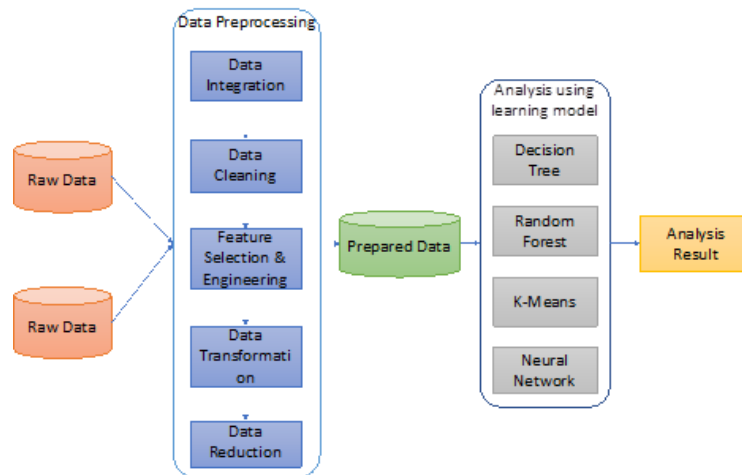 Data Preprocessing
Data
Integration
Data
Cleaning
Feature
Selection &
Engineering
Data
Transformati
on
Data
Reduction
Raw Data
Raw Data
Prepared Data
Analysis using
learning model
Decision
Tree
Random
Forest
K-Means
Neural
Network
Analysis
Result